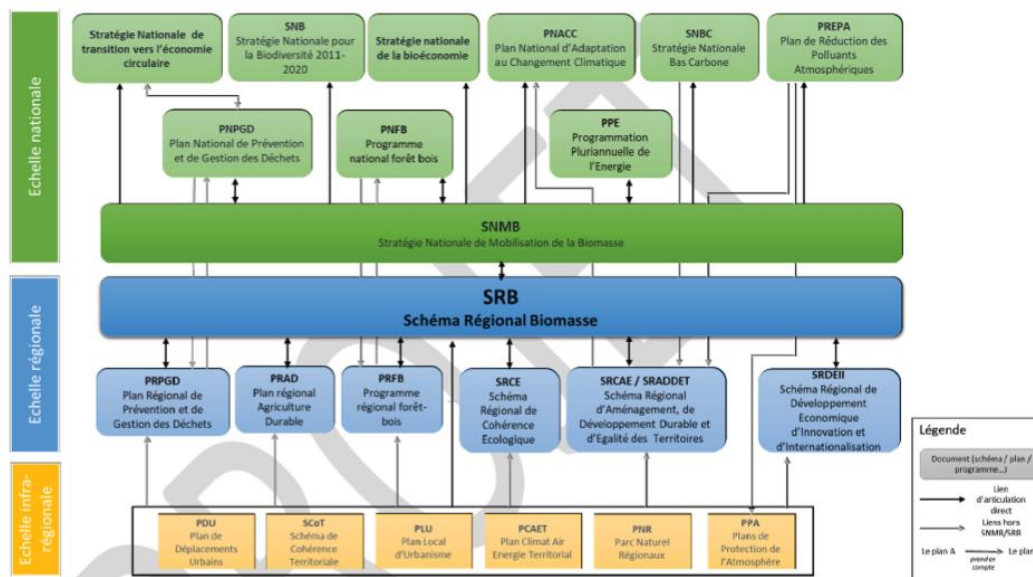 Echelle nationale
Stratégie Nationale de
transition vers l'économie
circulaire
SNB
Stratégie Nationale pour
la Biodiversité 2011-
2020
Stratégie nationale
de la bioéconomie
PNACC
Plan National d'Adaptation
au Changement Climatique
SNBC
Stratégie Nationale
Bas Carbone
PREPA
Plan de Réduction des
Polluants
Atmosphériques
PNPGD
Plan National de Prévention
et de Gestion des Déchets
PNFB
Programme
national forêt bois
PPE
Programmation
Pluriannuelle de
l'Energie
SNMB
Stratégie Nationale de Mobilisation de la Biomasse
Echelle régionale
SRB
Schéma Régional Biomasse
PRPGD
Plan Régional de
Prévention et de
Gestion des Déchets
PRAD
Plan régional
Agriculture
Durable
PRFB
Programme
régional forêt-
bois
SRCE
Schéma
Régional de
Cohérence
Ecologique
SRCAE / SRADDET
Schéma Régional
d'Aménagement, de
Développement Durable et
d'Egalité des Territoires
SRDEII
Schéma Régional de
Développement
Economique
d'Innovation et
d'Internationalisation
Echelle infra-
régionale
PDU
Plan de
Déplacements
Urbains
SCoT
Schéma de
Cohérence
Territoriale
PLU
Plan Local
d'Urbanisme
PCAET
Plan Climat Air
Energie Territorial
PNR
Parc Naturel
Régionaux
PPA
Plans de
Protection de
l'Atmosphère
Légende
Document (schéma / plan /
programme...)
Lien
d'articulation
direct
Liens hors
SNMB/SRB
Le plan A
prend en
compte
Le plan